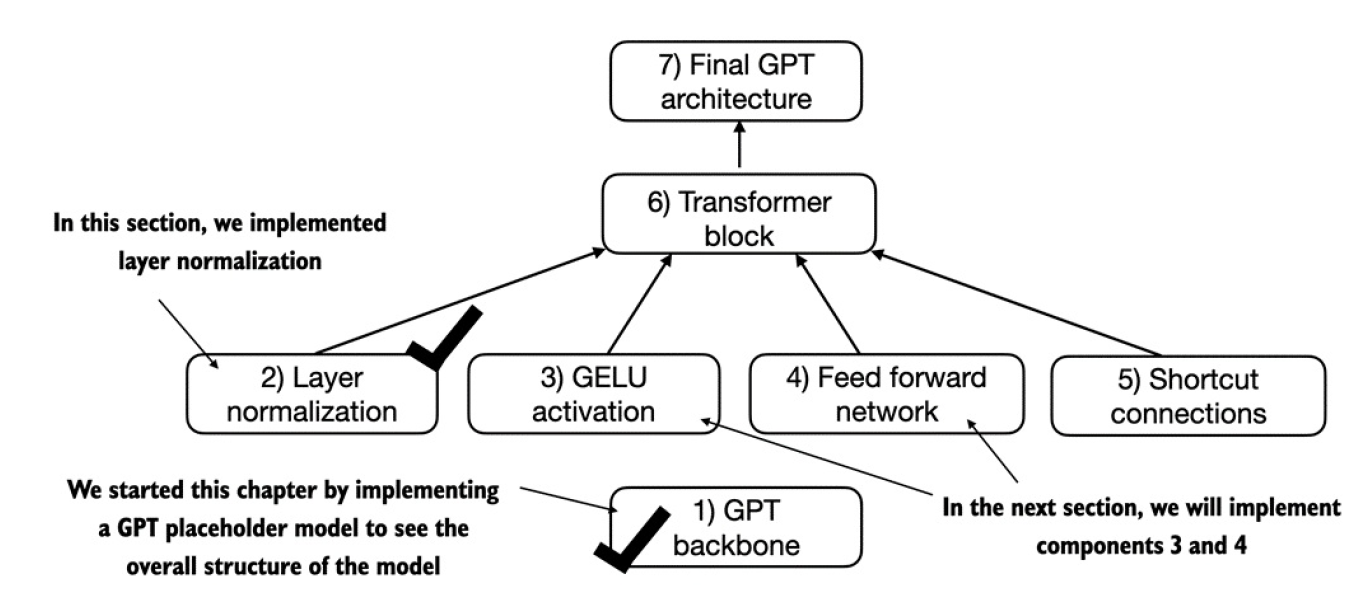 7) Final GPT
architecture
6) Transformer
block
In this section, we implemented
layer normalization
2) Layer
normalization
3) GELU
activation
4) Feed forward
network
5) Shortcut
connections
We started this chapter by implementing
a GPT placeholder model to see the
overall structure of the model
1) GPT
backbone
In the next section, we will implement
components 3 and 4